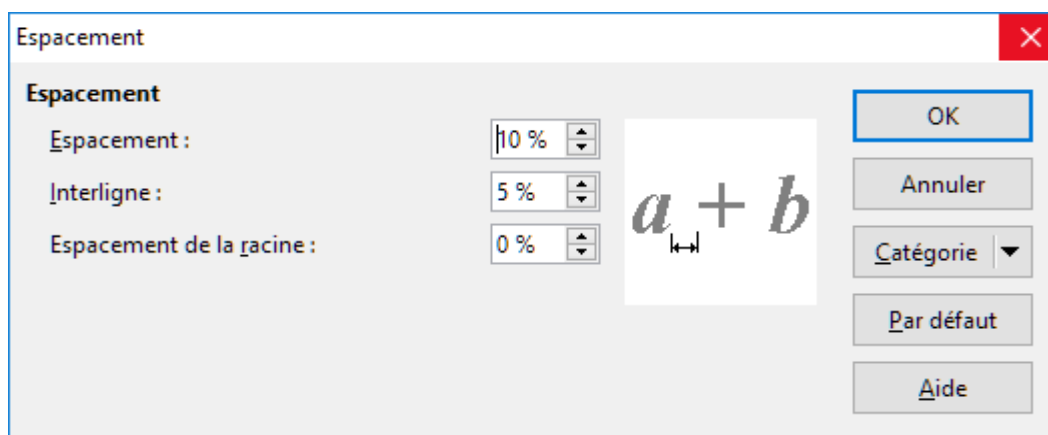 Espacement
Espacement
Espacement : 10 %
Interligne : 5 %
Espacement de la racine : 0 %
a + b
OK
Annuler
Catégorie
Par défaut
Aide